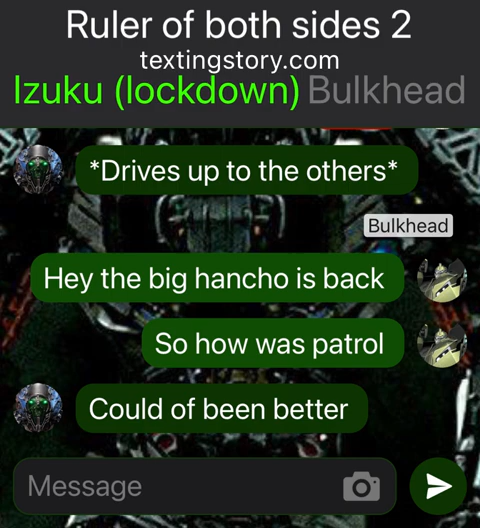 Ruler of both sides 2
textingstory.com
Izuku (lockdown) Bulkhead
*Drives up to the others*
Bulkhead
Hey the big hancho is back
So how was patrol
Could of been better
Message